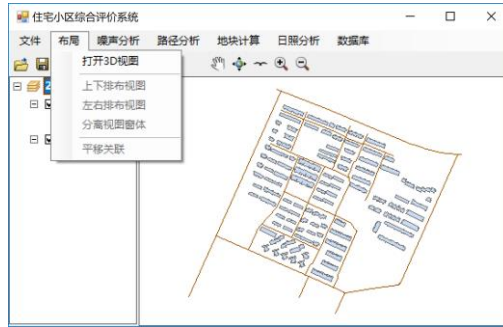 住宅小区综合评价系统
文件 布局 噪声分析 路径分析 地块计算 日照分析 数据库
打开3D视图
2
上下排布视图
左右排布视图
分离视图窗体
平移关联